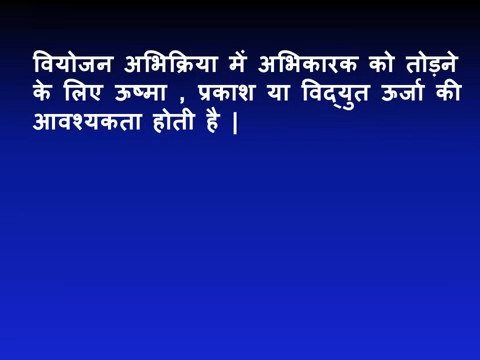 वियोजन अभिक्रिया में अभिकारक को तोड़ने
के लिए ऊष्मा , प्रकाश या विद्युत ऊर्जा की
आवश्यकता होती है |